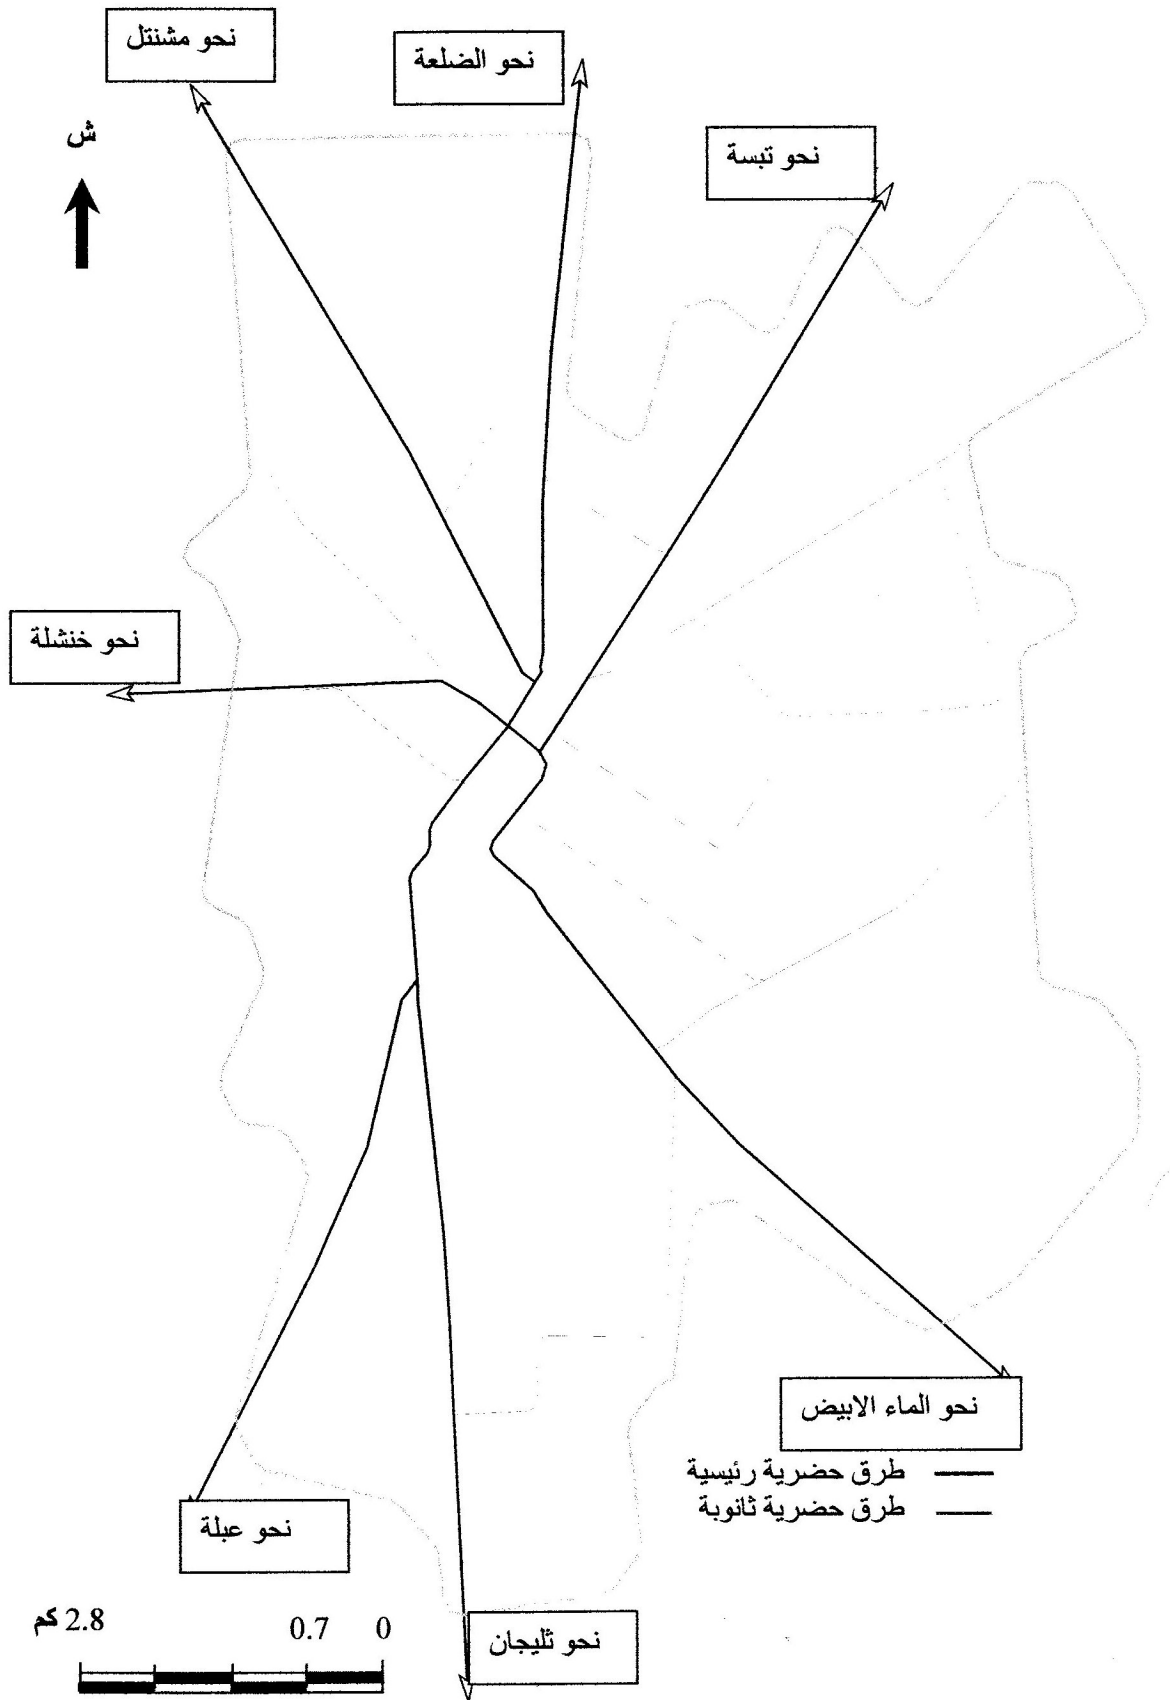 نحو مشنتل
نحو الضلعة
ش
نحو تبسة
نحو خنشلة
نحو الماء الابيض
طرق حضرية رئيسية
طرق حضرية ثانوبة
نحو عبلة
2.8 كم 0.7 0
نحو ثليجان